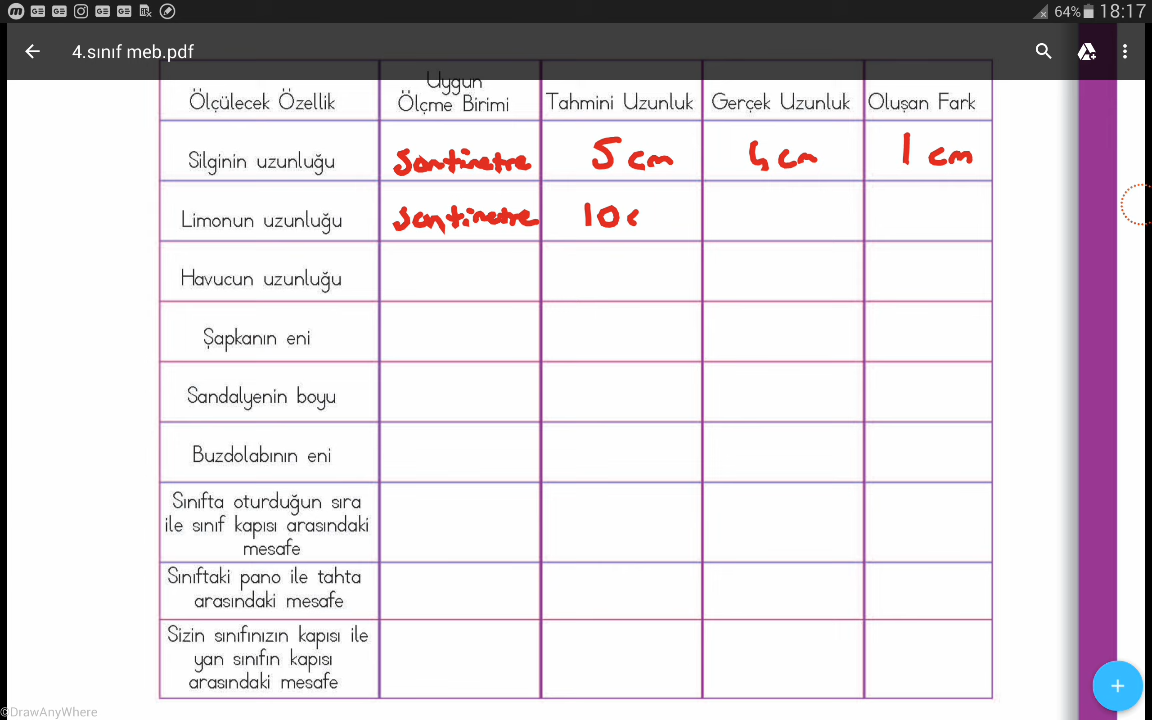 64% 18:17
4.sınıf meb.pdf
Uygun
Ölçülecek Özellik Ölçme Birimi Tahmini Uzunluk Gerçek Uzunluk Oluşan Fark
Silginin uzunluğu santimetre 5 cm 4 cm 1 cm
Limonun uzunluğu santimetre 10 c
Havucun uzunluğu
Şapkanın eni
Sandalyenin boyu
Buzdolabının eni
Sınıfta oturduğun sıra
ile sınıf kapısı arasındaki
mesafe
Sınıftaki pano ile tahta
arasındaki mesafe
Sizin sınıfınızın kapısı ile
yan sınıfın kapısı
arasındaki mesafe
©DrawAnyWhere